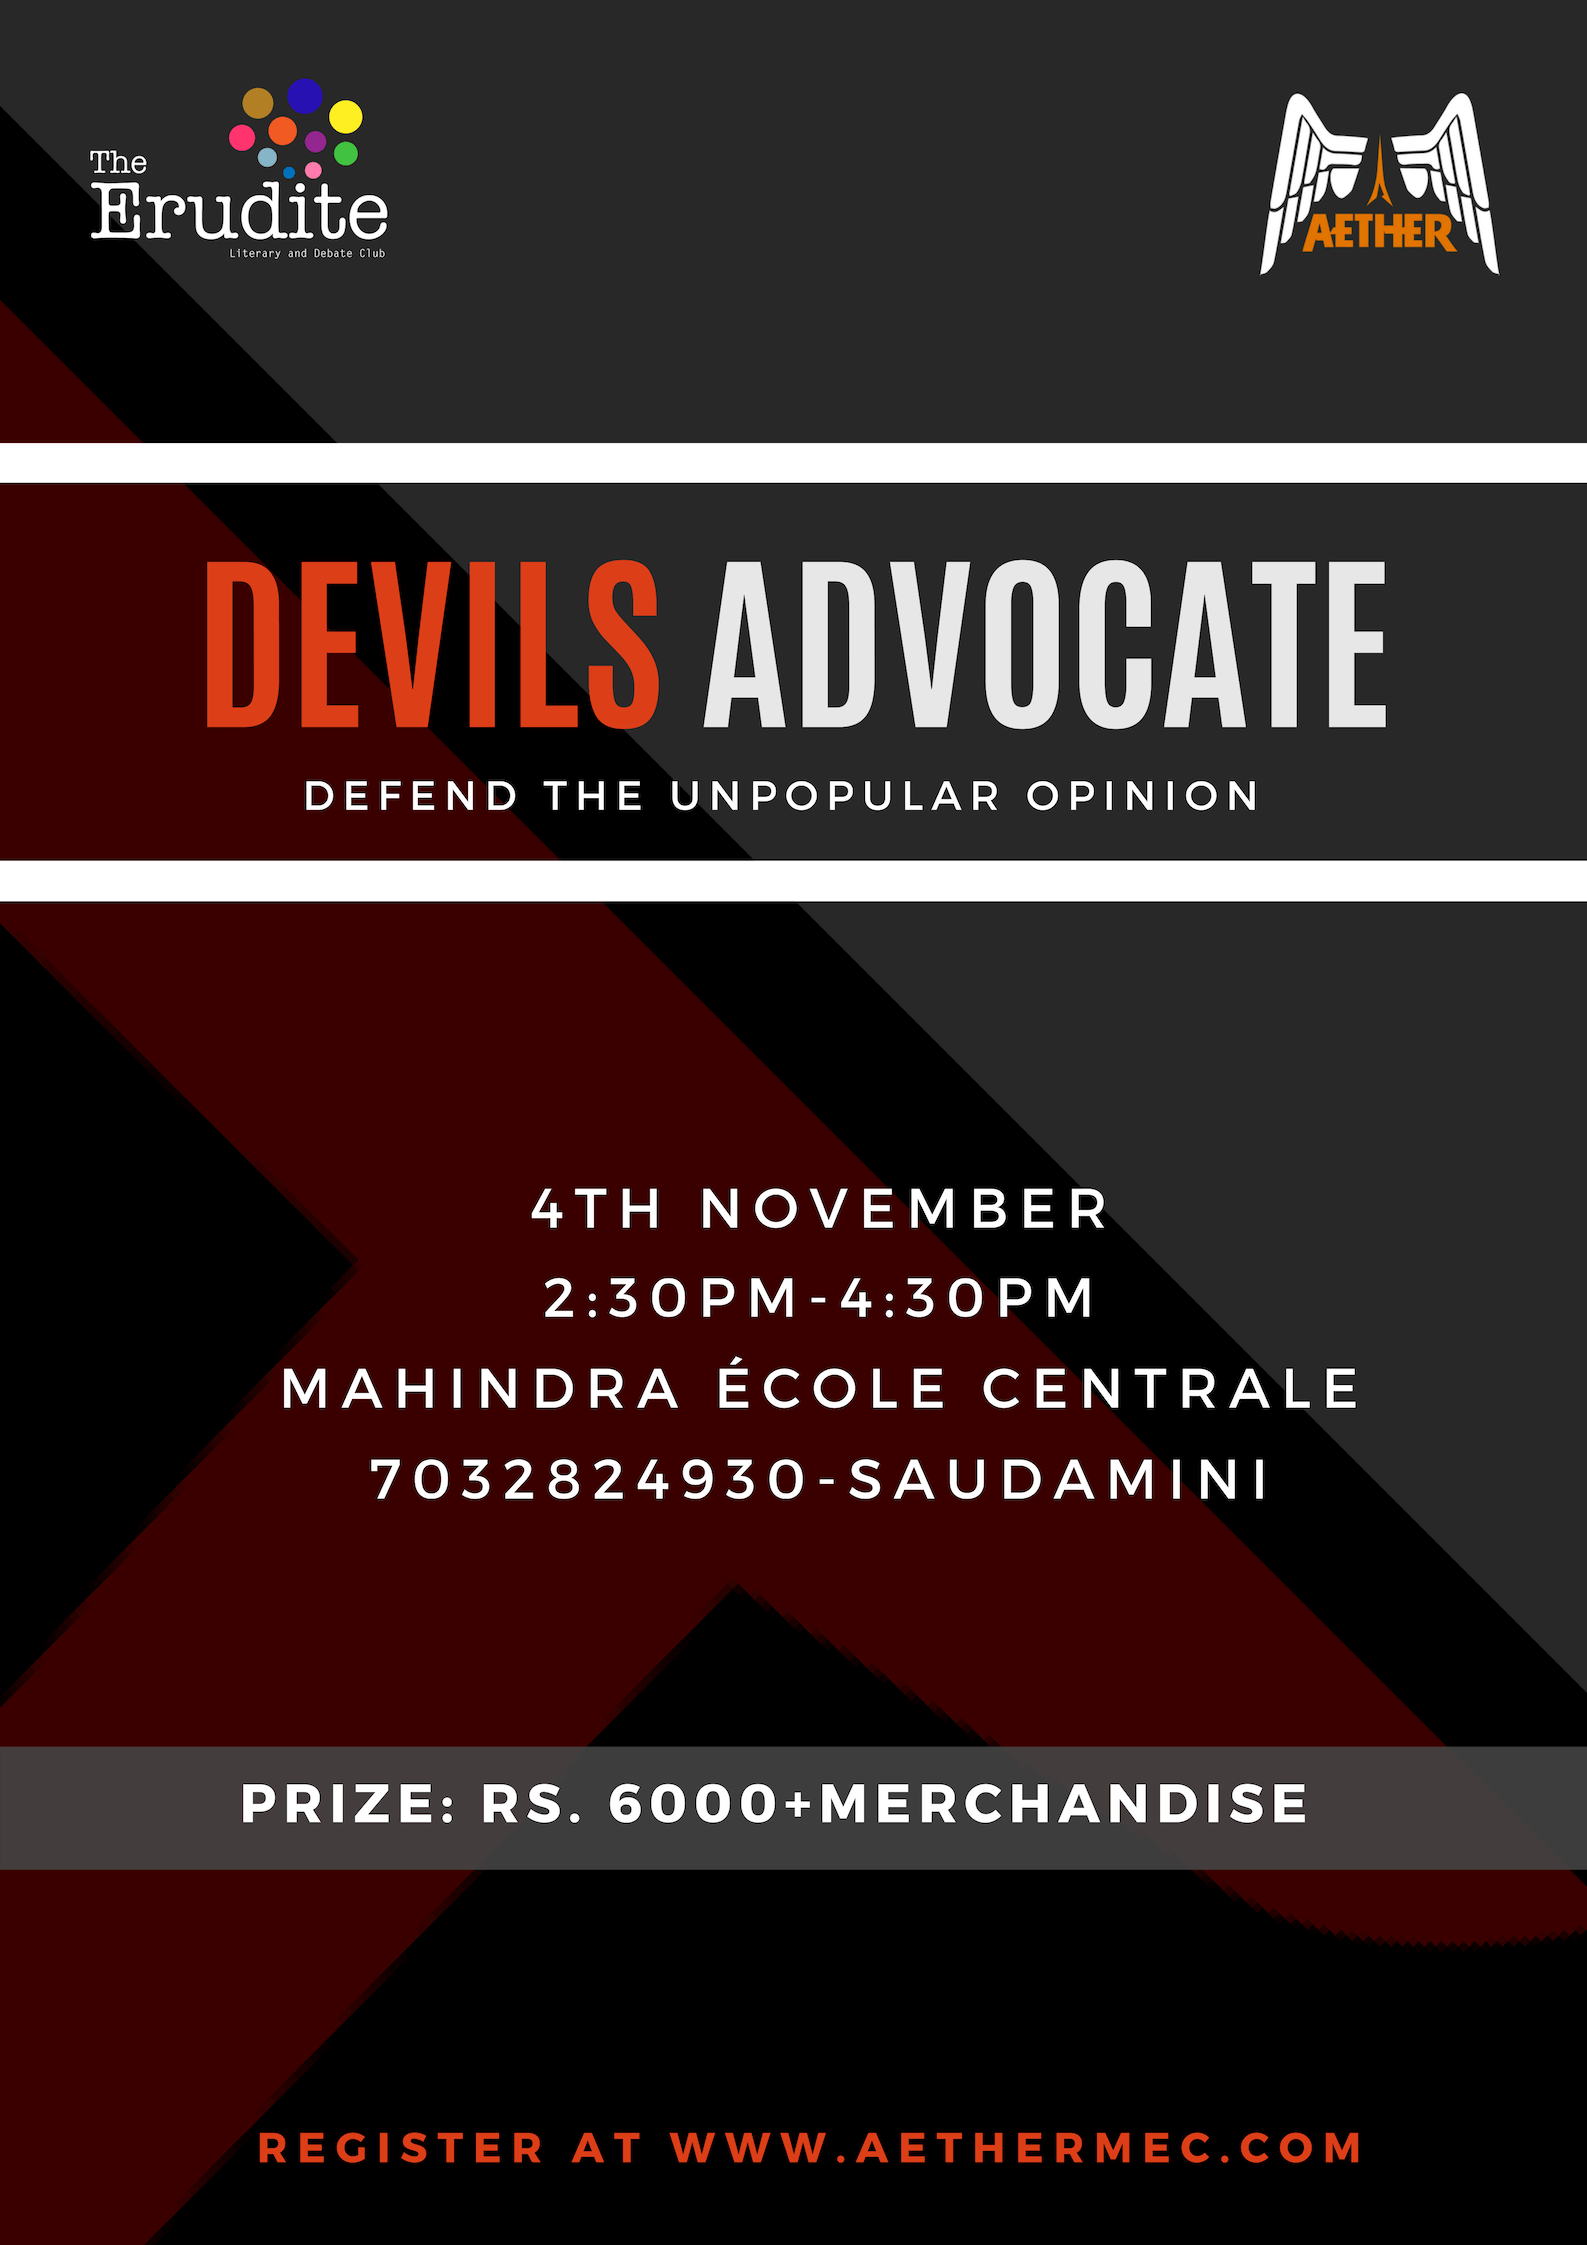 The
Erudite
Literary and Debate Club
AETHER
DEVILS ADVOCATE
DEFEND THE UNPOPULAR OPINION
4TH NOVEMBER
2:30PM-4:30PM
MAHINDRA ÉCOLE CENTRALE
7032824930-SAUDAMINI
PRIZE: RS. 6000+MERCHANDISE
REGISTER AT WWW.AETHERMEC.COM